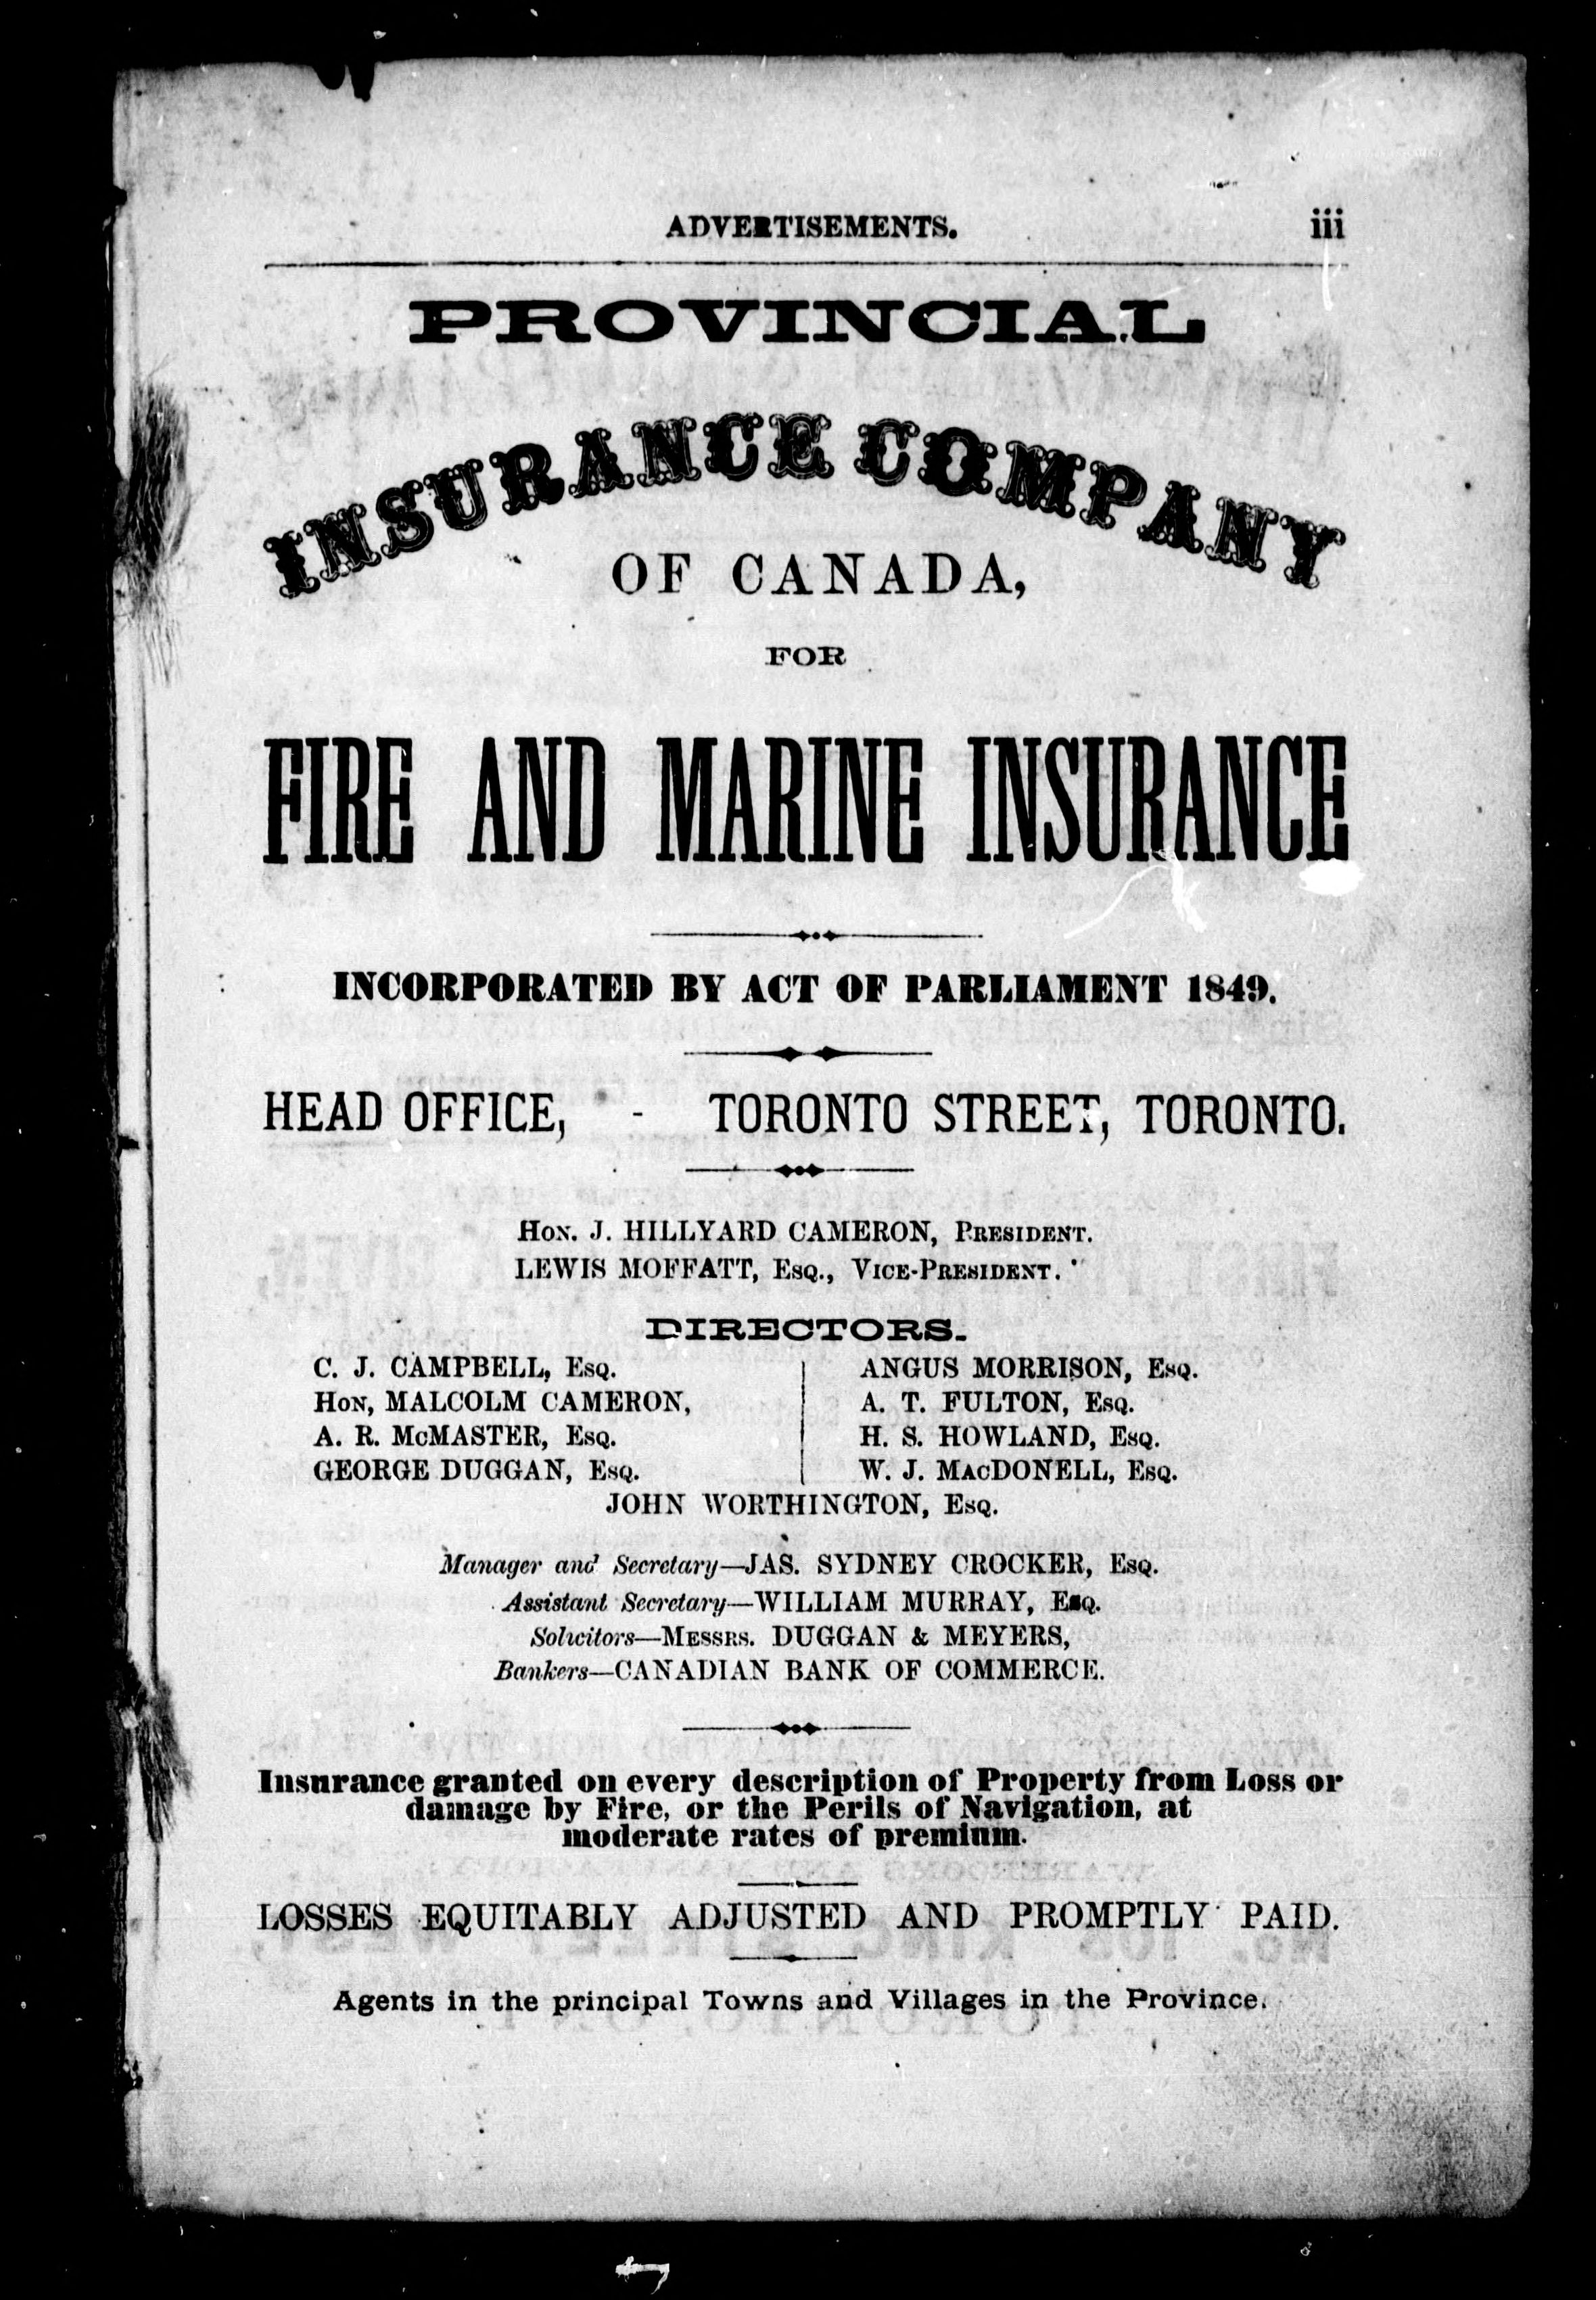 ADVERTISEMENTS. iii
PROVINCIAL
INSURANCE COMPANY
OF CANADA,
FOR
FIRE AND MARINE INSURANCE
INCORPORATED BY ACT OF PARLIAMENT 1849.
HEAD OFFICE, - TORONTO STREET, TORONTO.
HON. J. HILLYARD CAMERON, PRESIDENT.
LEWIS MOFFATT, ESQ., VICE-PRESIDENT.
DIRECTORS.
C. J. CAMPBELL, ESQ.
HON, MALCOLM CAMERON,
A. R. McMASTER, ESQ.
GEORGE DUGGAN, ESQ.
ANGUS MORRISON, ESQ.
A. T. FULTON, ESQ.
H. S. HOWLAND, ESQ.
W. J. MACDONELL, ESQ.
JOHN WORTHINGTON, ESQ.
Manager and Secretary—JAS. SYDNEY CROCKER, ESQ.
Assistant Secretary—WILLIAM MURRAY, ESQ.
Solicitors—MESSRS. DUGGAN & MEYERS,
Bankers—CANADIAN BANK OF COMMERCE.
Insurance granted on every description of Property from Loss or
damage by Fire, or the Perils of Navigation, at
moderate rates of premium.
LOSSES EQUITABLY ADJUSTED AND PROMPTLY PAID.
Agents in the principal Towns and Villages in the Province.